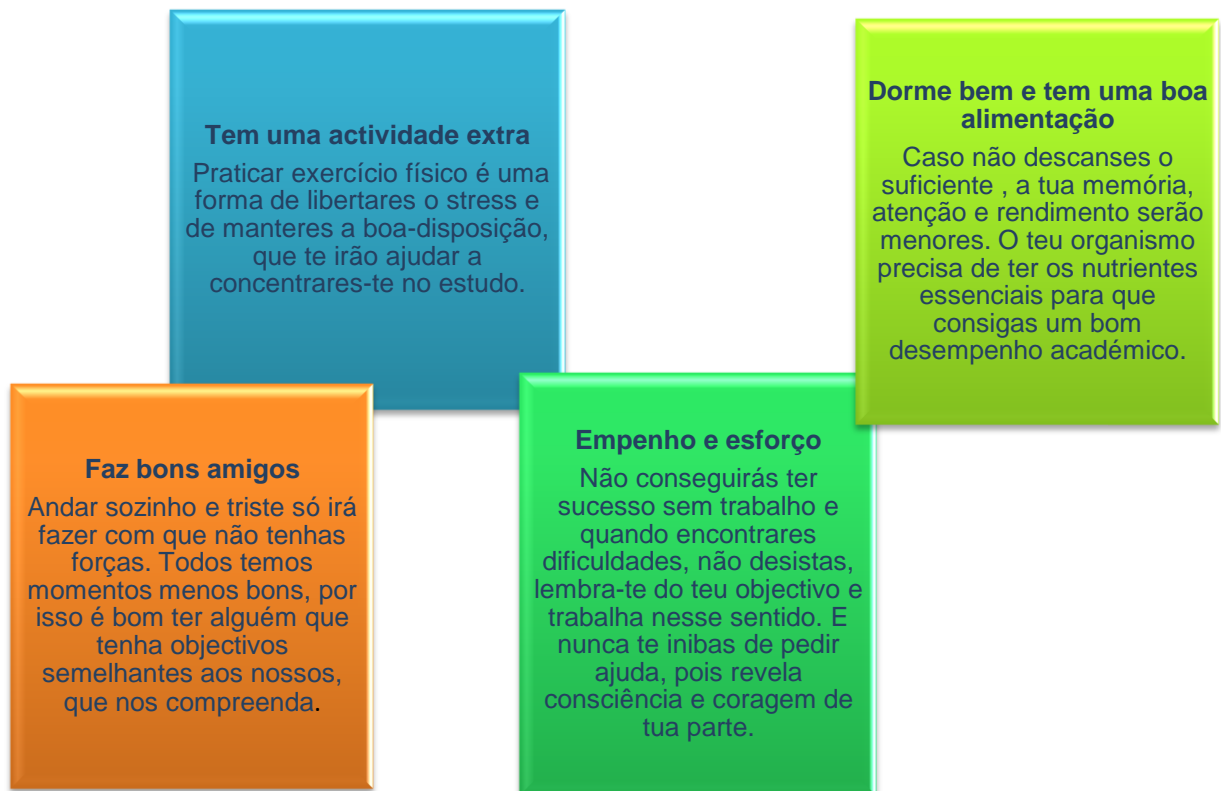 Tem uma actividade extra
Praticar exercício físico é uma
forma de libertares o stress e
de manteres a boa-disposição,
que te irão ajudar a
concentrares-te no estudo.
Dorme bem e tem uma boa
alimentação
Caso não descanses o
suficiente , a tua memória,
atenção e rendimento serão
menores. O teu organismo
precisa de ter os nutrientes
essenciais para que
consigas um bom
desempenho académico.
Faz bons amigos
Andar sozinho e triste só irá
fazer com que não tenhas
forças. Todos temos
momentos menos bons, por
isso é bom ter alguém que
tenha objectivos
semelhantes aos nossos,
que nos compreenda.
Empenho e esforço
Não conseguirás ter
sucesso sem trabalho e
quando encontrares
dificuldades, não desistas,
lembra-te do teu objectivo e
trabalha nesse sentido. E
nunca te inibas de pedir
ajuda, pois revela
consciência e coragem de
tua parte.